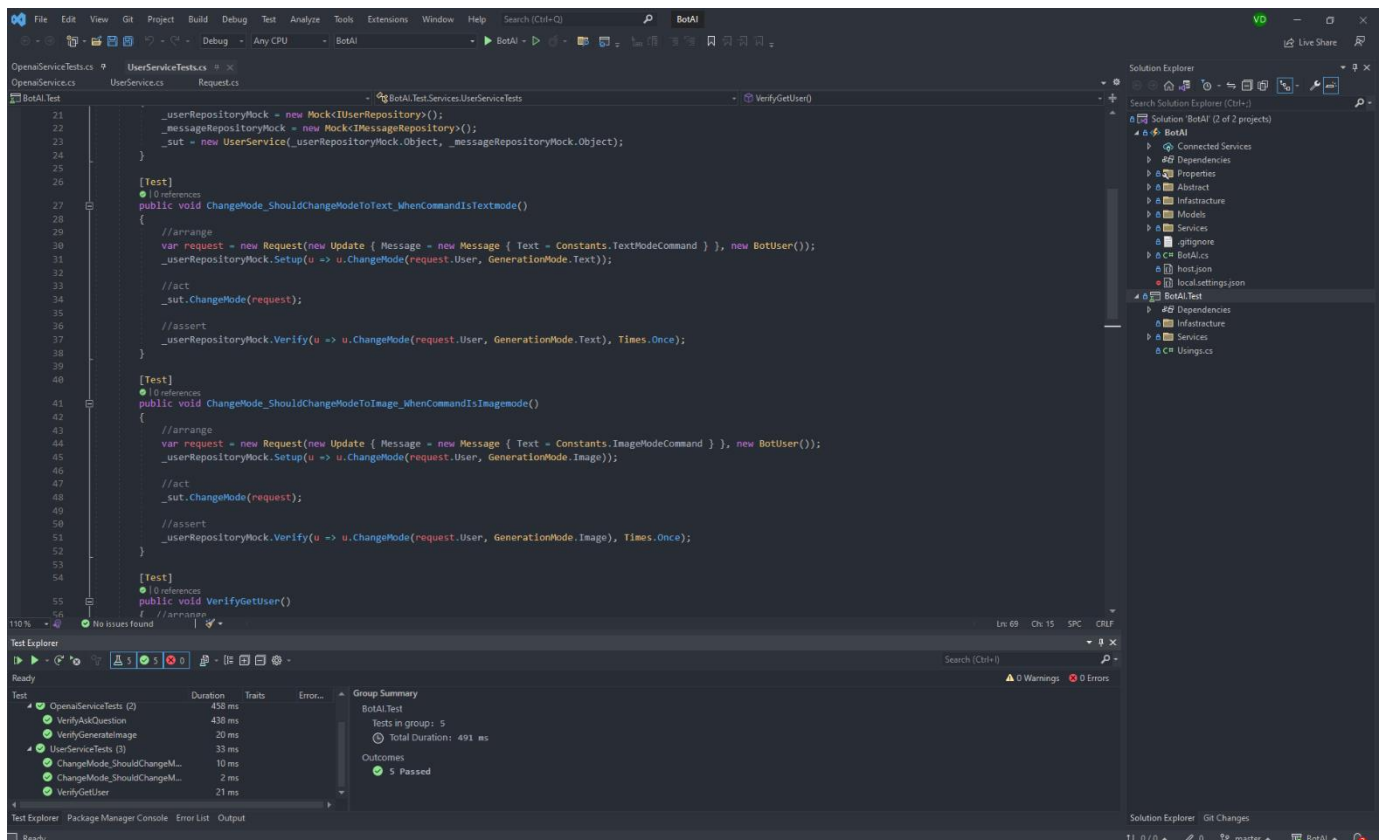 File Edit View Git Project Build Debug Test Analyze Tools Extensions Window Help Search (Ctrl+Q) BotAI VD
Debug Any CPU BotAI BotAI Live Share
OpenaiServiceTests.cs UserServiceTests.cs
OpenaiService.cs UserService.cs Request.cs
BotAI.Test BotAI.Test.Services.UserServiceTests VerifyGetUser()
21 _userRepositoryMock = new Mock<IUserRepository>();
22 _messageRepositoryMock = new Mock<IMessageRepository>();
23 _sut = new UserService(_userRepositoryMock.Object, _messageRepositoryMock.Object);
24 }
25
26 [Test]
0 references
27 public void ChangeMode_ShouldChangeModeToText_WhenCommandIsTextmode()
28 {
29 //arrange
30 var request = new Request(new Update { Message = new Message { Text = Constants.TextModeCommand } }, new BotUser());
31 _userRepositoryMock.Setup(u => u.ChangeMode(request.User, GenerationMode.Text));
32
33 //act
34 _sut.ChangeMode(request);
35
36 //assert
37 _userRepositoryMock.Verify(u => u.ChangeMode(request.User, GenerationMode.Text), Times.Once);
38 }
39
40 [Test]
0 references
41 public void ChangeMode_ShouldChangeModeToImage_WhenCommandIsImagemode()
42 {
43 //arrange
44 var request = new Request(new Update { Message = new Message { Text = Constants.ImageModeCommand } }, new BotUser());
45 _userRepositoryMock.Setup(u => u.ChangeMode(request.User, GenerationMode.Image));
46
47 //act
48 _sut.ChangeMode(request);
49
50 //assert
51 _userRepositoryMock.Verify(u => u.ChangeMode(request.User, GenerationMode.Image), Times.Once);
52 }
53
54 [Test]
0 references
55 public void VerifyGetUser()
56 { //arrange
110 % No issues found Ln: 69 Ch: 15 SPC CRLF
Test Explorer
5 5 0 Search (Ctrl+I)
Ready 0 Warnings 0 Errors
Test Duration Traits Error...
OpenaiServiceTests (2) 458 ms
VerifyAskQuestion 438 ms
VerifyGenerateImage 20 ms
UserServiceTests (3) 33 ms
ChangeMode_ShouldChangeM... 10 ms
ChangeMode_ShouldChangeM... 2 ms
VerifyGetUser 21 ms
Group Summary
BotAI.Test
Tests in group: 5
Total Duration: 491 ms
Outcomes
5 Passed
Test Explorer Package Manager Console Error List Output
Solution Explorer
Search Solution Explorer (Ctrl+;)
Solution 'BotAI' (2 of 2 projects)
BotAI
Connected Services
Dependencies
Properties
Abstract
Infastracture
Models
Services
.gitignore
C# BotAI.cs
host.json
local.settings.json
BotAI.Test
Dependencies
Infastracture
Services
C# Usings.cs
Solution Explorer Git Changes
Ready 0 / 0 0 master BotAI